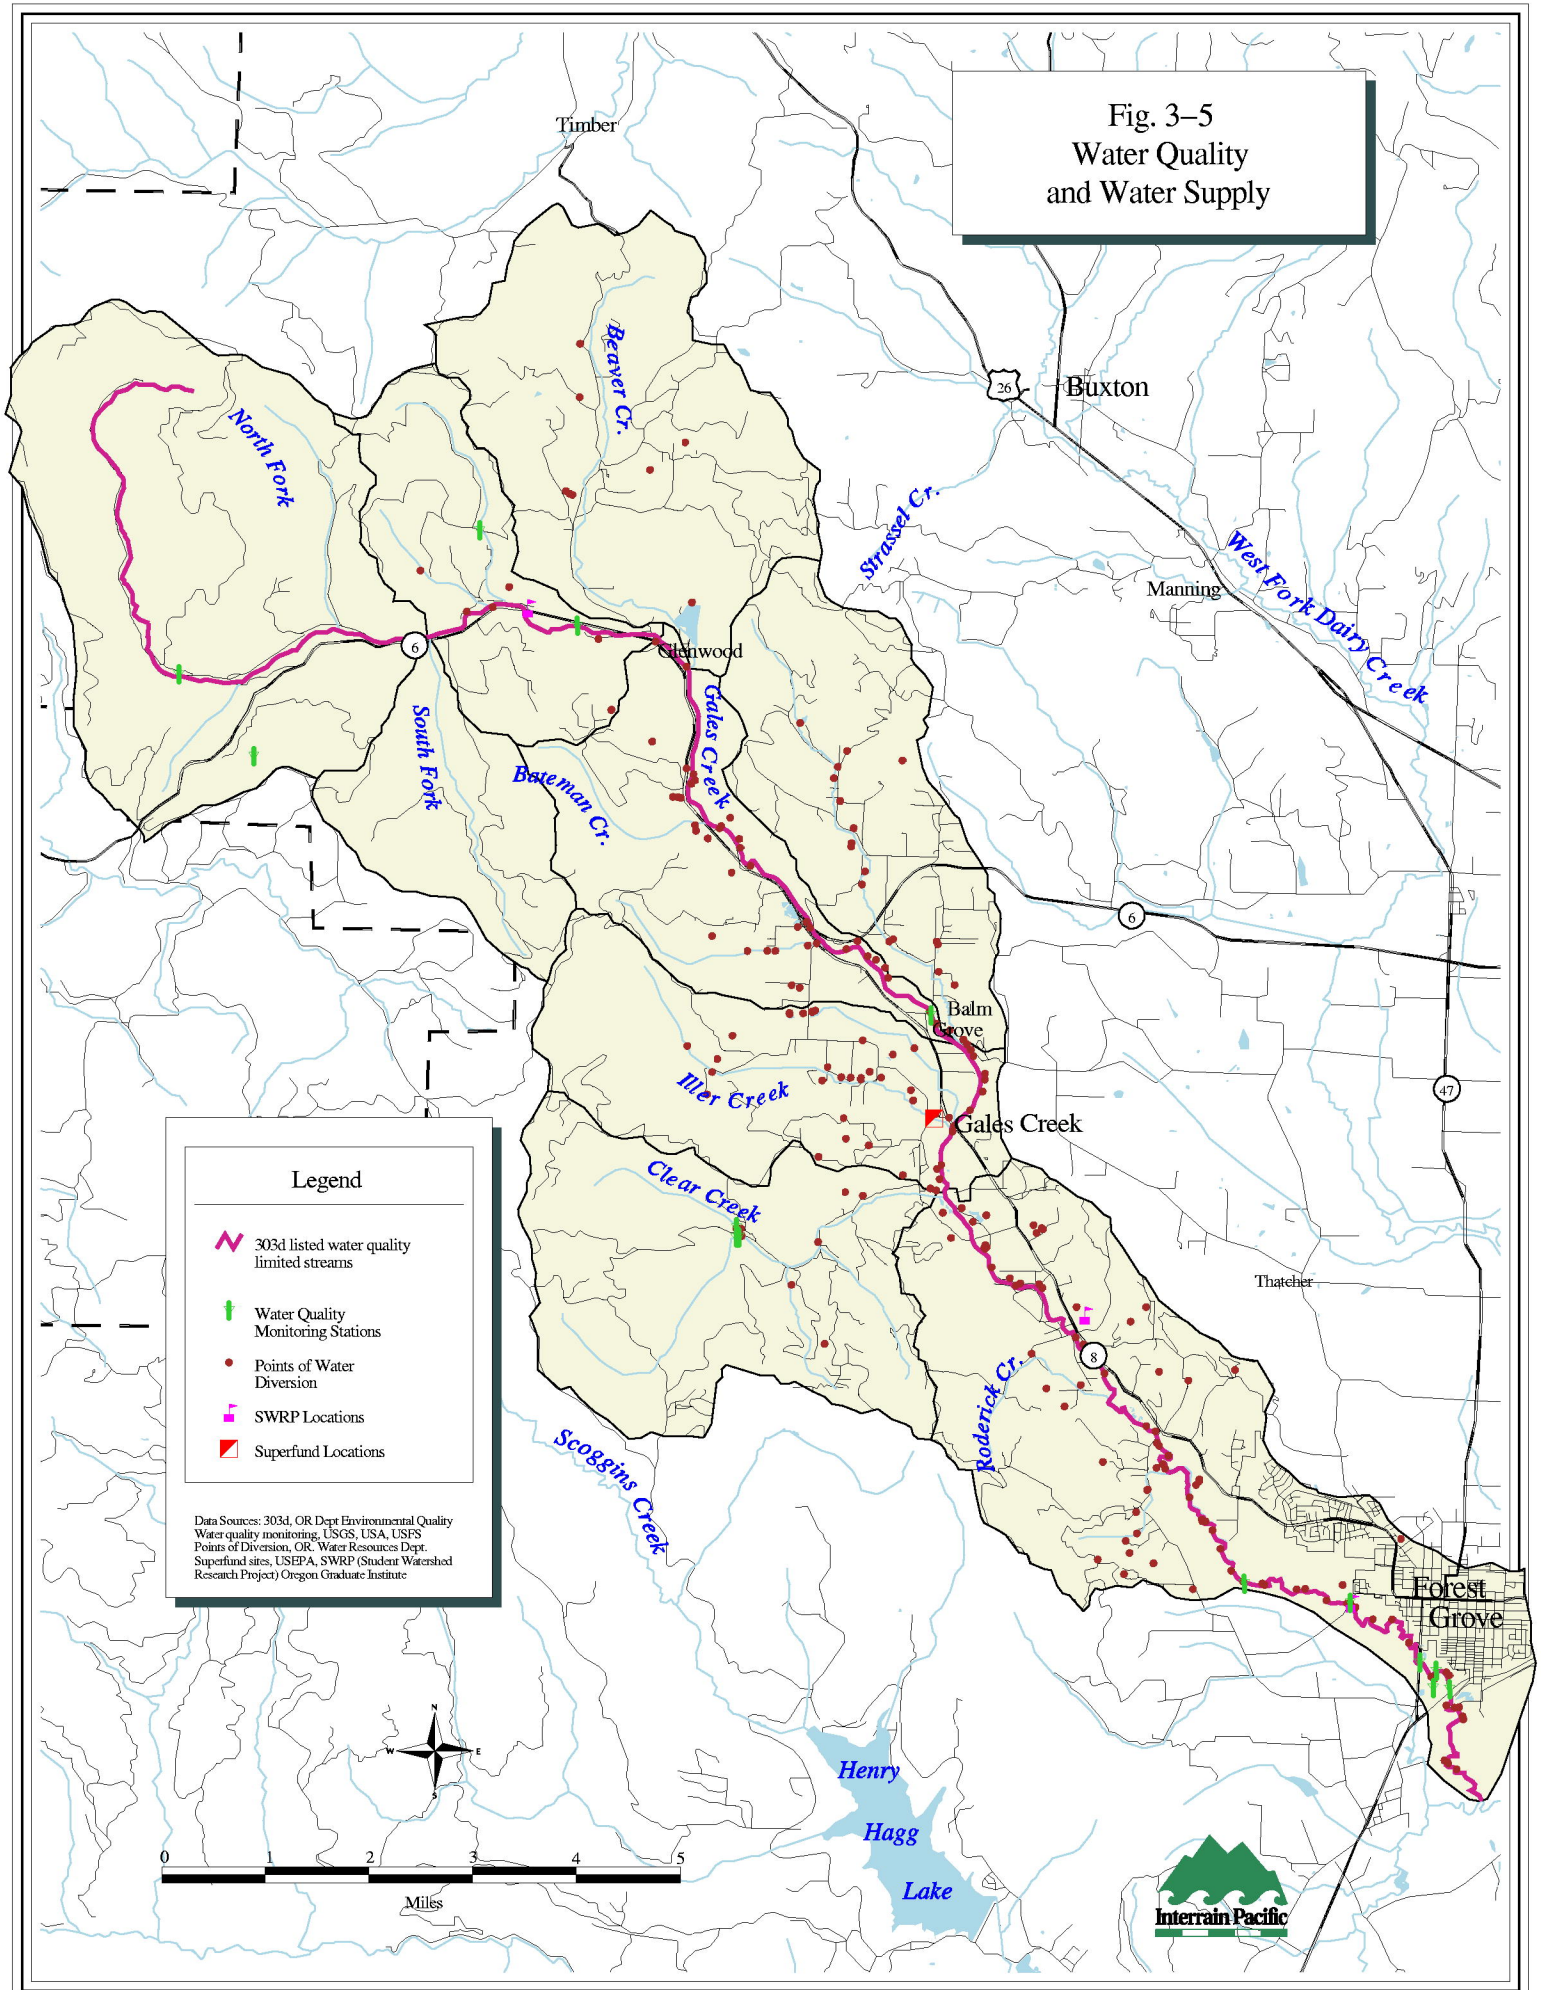 Fig. 3–5
Water Quality
and Water Supply
Timber
Beaver Cr.
26
Buxton
North Fork
Strassel Cr.
West Fork Dairy Creek
Manning
6
Glenwood
Gales Creek
South Fork
Bateman Cr.
6
Balm
Grove
Iller Creek
47
Gales Creek
Clear Creek
Thatcher
8
Roderick Cr.
Scoggins Creek
Forest
Grove
Legend
303d listed water quality
limited streams
Water Quality
Monitoring Stations
Points of Water
Diversion
SWRP Locations
Superfund Locations
Data Sources: 303d, OR Dept Environmental Quality
Water quality monitoring, USGS, USA, USFS
Points of Diversion, OR. Water Resources Dept.
Superfund sites, USEPA, SWRP (Student Watershed
Research Project) Oregon Graduate Institute
N
W E
S
Henry
Hagg
Lake
0 1 2 3 4 5
Miles
Interrain Pacific